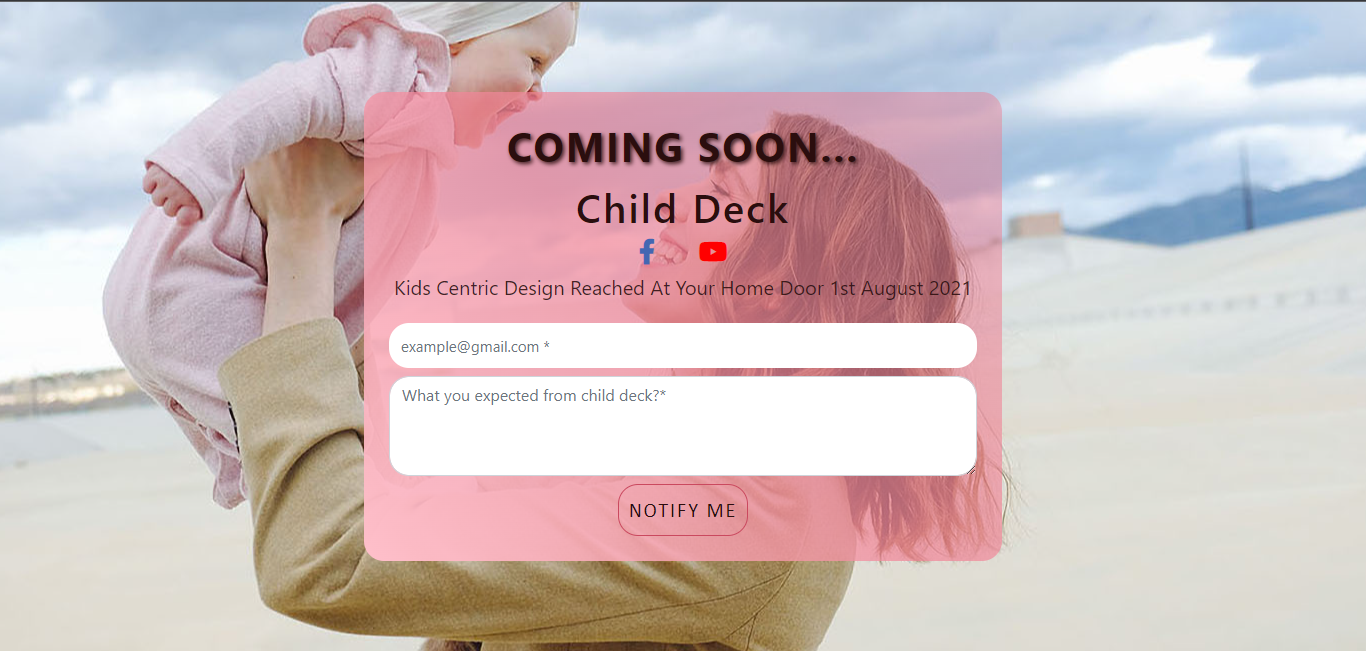 COMING SOON...
Child Deck
Kids Centric Design Reached At Your Home Door 1st August 2021
example@gmail.com *
What you expected from child deck?*
NOTIFY ME